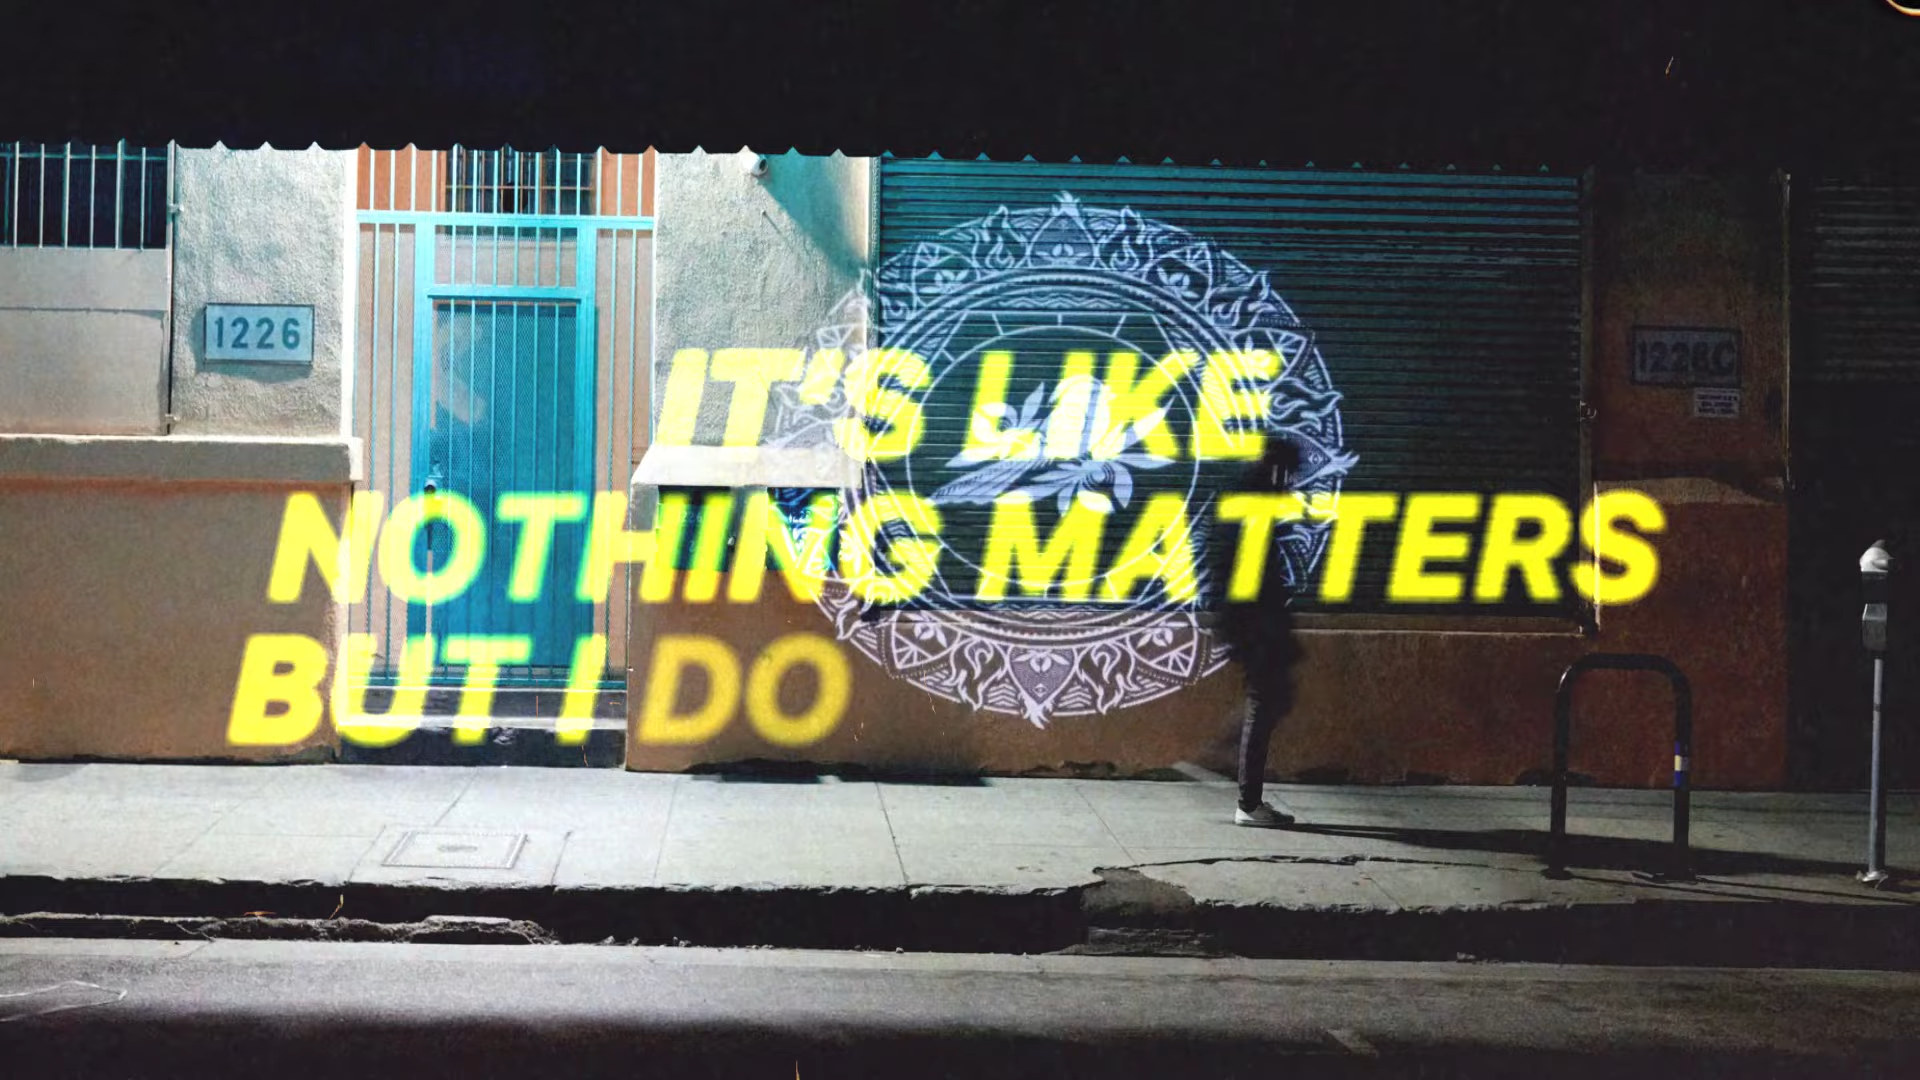 1226
1226C
IT'S LIKE
NOTHING MATTERS
BUT I DO